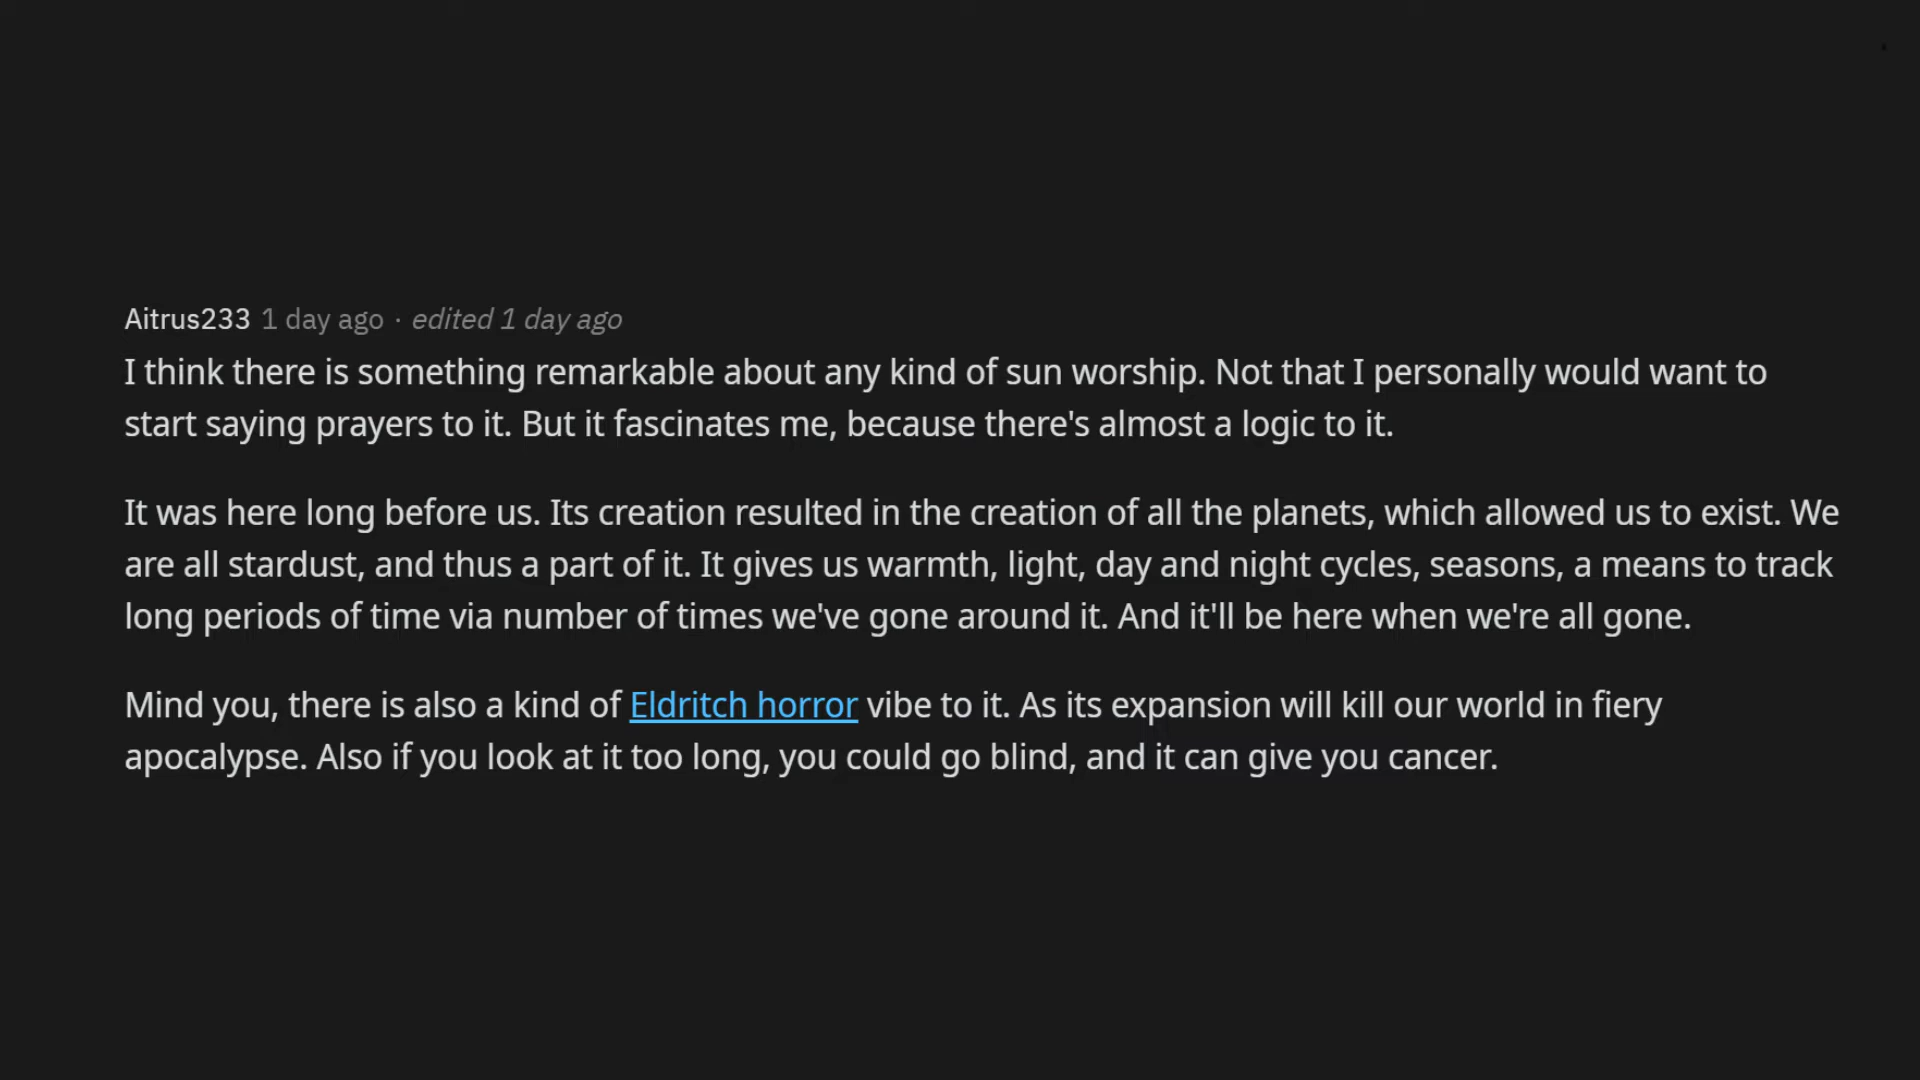 Aitrus233 1 day ago · edited 1 day ago
I think there is something remarkable about any kind of sun worship. Not that I personally would want to
start saying prayers to it. But it fascinates me, because there's almost a logic to it.
It was here long before us. Its creation resulted in the creation of all the planets, which allowed us to exist. We
are all stardust, and thus a part of it. It gives us warmth, light, day and night cycles, seasons, a means to track
long periods of time via number of times we've gone around it. And it'll be here when we're all gone.
Mind you, there is also a kind of Eldritch horror vibe to it. As its expansion will kill our world in fiery
apocalypse. Also if you look at it too long, you could go blind, and it can give you cancer.